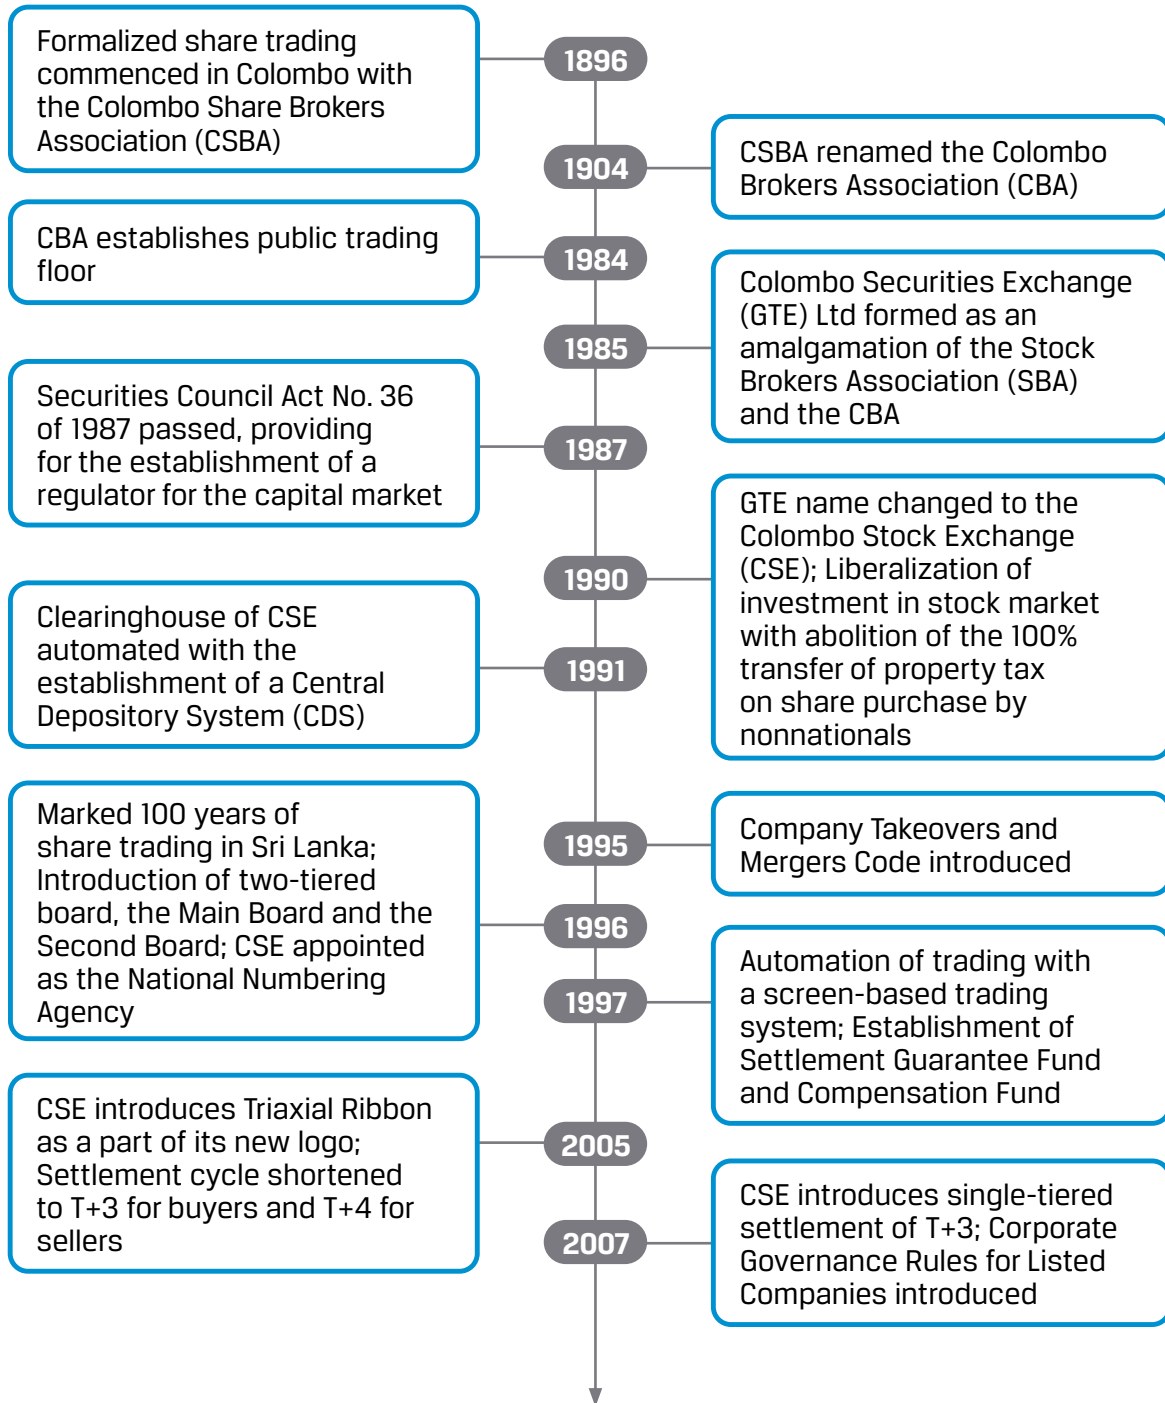 Formalized share trading
commenced in Colombo with
the Colombo Share Brokers
Association (CSBA)
1896
1904
CSBA renamed the Colombo
Brokers Association (CBA)
CBA establishes public trading
floor
1984
1985
Colombo Securities Exchange
(GTE) Ltd formed as an
amalgamation of the Stock
Brokers Association (SBA)
and the CBA
Securities Council Act No. 36
of 1987 passed, providing
for the establishment of a
regulator for the capital market
1987
1990
GTE name changed to the
Colombo Stock Exchange
(CSE); Liberalization of
investment in stock market
with abolition of the 100%
transfer of property tax
on share purchase by
nonnationals
Clearinghouse of CSE
automated with the
establishment of a Central
Depository System (CDS)
1991
1995
Company Takeovers and
Mergers Code introduced
Marked 100 years of
share trading in Sri Lanka;
Introduction of two-tiered
board, the Main Board and the
Second Board; CSE appointed
as the National Numbering
Agency
1996
1997
Automation of trading with
a screen-based trading
system; Establishment of
Settlement Guarantee Fund
and Compensation Fund
CSE introduces Triaxial Ribbon
as a part of its new logo;
Settlement cycle shortened
to T+3 for buyers and T+4 for
sellers
2005
2007
CSE introduces single-tiered
settlement of T+3; Corporate
Governance Rules for Listed
Companies introduced